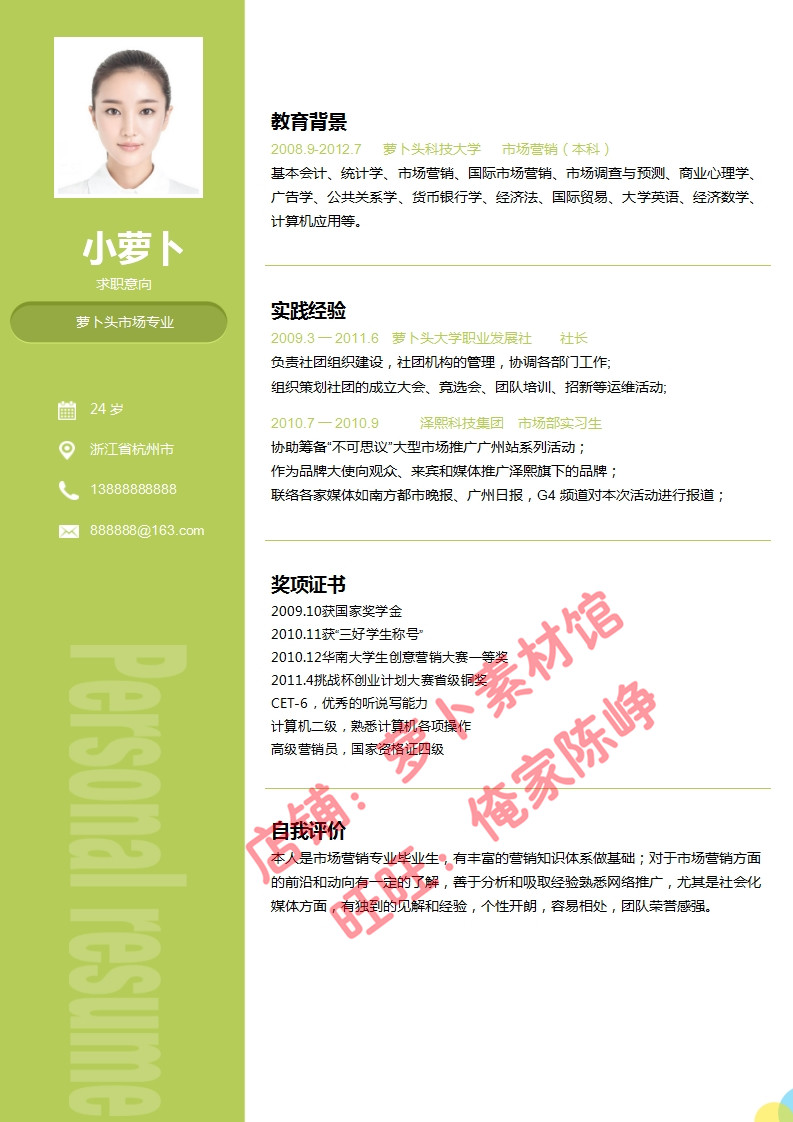 小萝卜
求职意向
萝卜头市场专业
24 岁
浙江省杭州市
13888888888
888888@163.com
Personal resume
教育背景
2008.9-2012.7 萝卜头科技大学 市场营销（本科）
基本会计、统计学、市场营销、国际市场营销、市场调查与预测、商业心理学、
广告学、公共关系学、货币银行学、经济法、国际贸易、大学英语、经济数学、
计算机应用等。
实践经验
2009.3 一 2011.6 萝卜头大学职业发展社 社长
负责社团组织建设，社团机构的管理，协调各部门工作;
组织策划社团的成立大会、竟选会、团队培训、招新等运维活动;
2010.7 一 2010.9 泽熙科技集团 市场部实习生
协助筹备“不可思议”大型市场推广广州站系列活动；
作为品牌大使向观众、来宾和媒体推广泽熙旗下的品牌；
联络各家媒体如南方都市晚报、广州日报，G4 频道对本次活动进行报道；
奖项证书
2009.10获国家奖学金
2010.11获“三好学生称号”
2010.12华南大学生创意营销大赛一等奖
2011.4挑战杯创业计划大赛省级铜奖
CET-6，优秀的听说写能力
计算机二级，熟悉计算机各项操作
高级营销员，国家资格证四级
自我评价
本人是市场营销专业毕业生，有丰富的营销知识体系做基础；对于市场营销方面
的前沿和动向有一定的了解，善于分析和吸取经验熟悉网络推广，尤其是社会化
媒体方面，有独到的见解和经验，个性开朗，容易相处，团队荣誉感强。
店铺：萝卜素材馆
旺旺：俺家陈峥